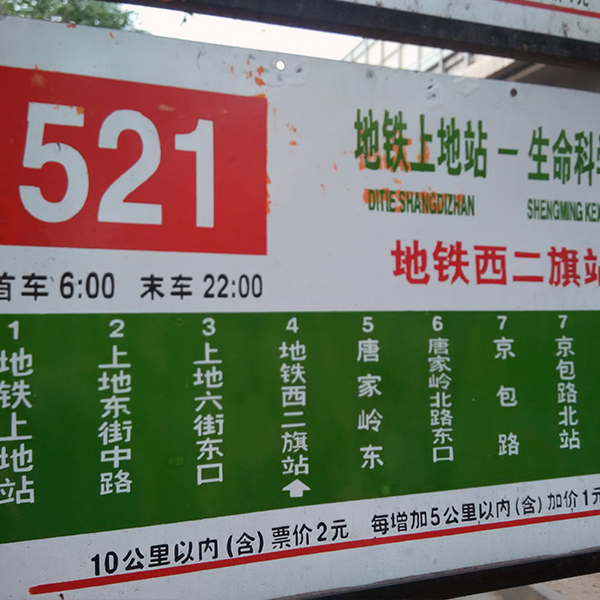 521
地铁上地站 — 生命科学
DITIE SHANGDIZHAN SHENGMING KEX
地铁西二旗站
首车 6:00 末车 22:00
1 地铁上地站
2 上地东街中路
3 上地六街东口
4 地铁西二旗站
5 唐家岭东
6 唐家岭北路东口
7 京包路
7 京包路北站
10公里以内(含)票价2元 每增加5公里以内(含)加价1元